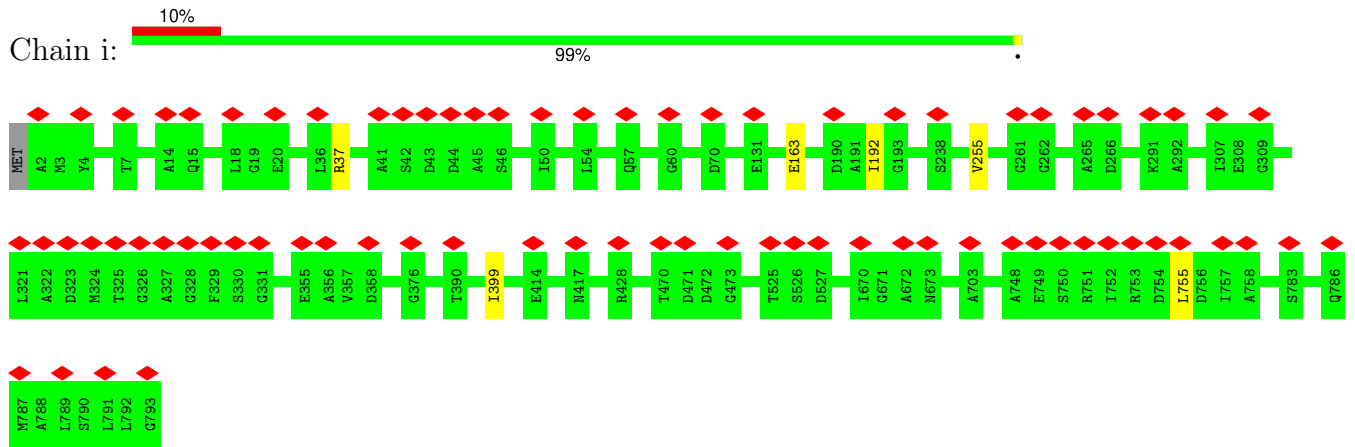 10%
Chain i:
99%
.
MET A2 M3 Y4 T7 A14 Q15 L18 G19 E20 L36 R37 A41 S42 D43 D44 A45 S46 I50 L54 Q57 G60 D70 E131 E163 D190 A191 I192 G193 S238 V255 G261 G262 A265 D266 K291 A292 I307 E308 G309
L321 A322 D323 M324 T325 G326 A327 G328 F329 S330 G331 E355 A356 V357 D358 G376 T390 I399 E414 N417 R428 T470 D471 D472 G473 T525 S526 D527 I670 G671 A672 N673 A703 A748 E749 S750 R751 I752 R753 D754 L755 D756 I757 A758 S783 Q786
M787 A788 L789 S790 L791 L792 G793